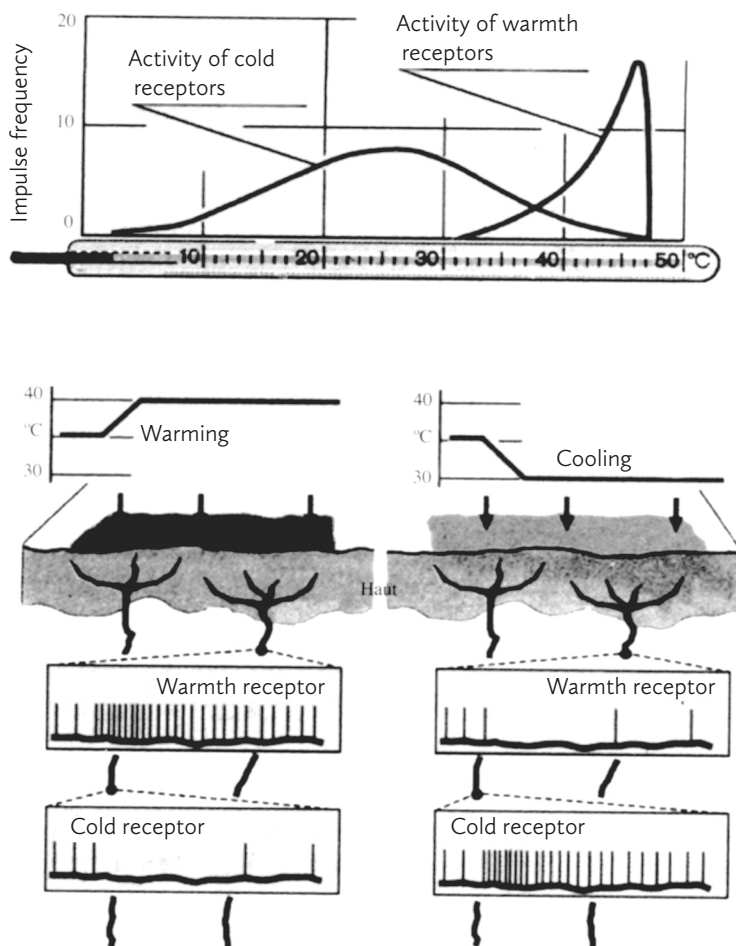 20
Activity of warmth
receptors
Activity of cold
receptors
Impulse frequency
10
0
10 20 30 40 50 °C
40
°C
30
Warming
40
°C
30
Cooling
Haut
Warmth receptor
Warmth receptor
Cold receptor
Cold receptor